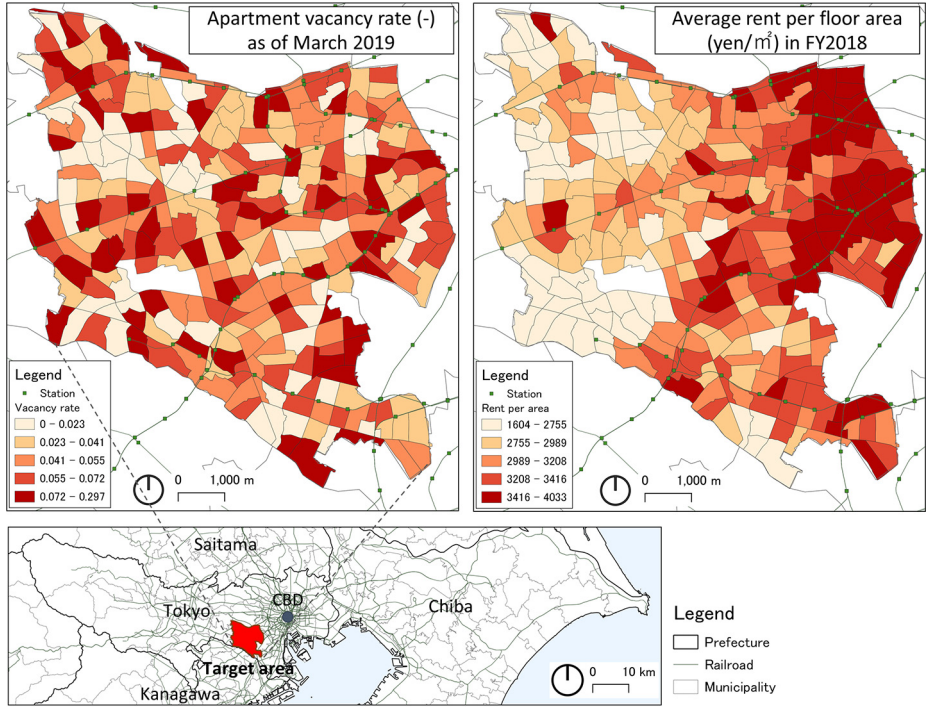 Apartment vacancy rate (-)
as of March 2019
Legend
Station
Vacancy rate
0 – 0.023
0.023 – 0.041
0.041 – 0.055
0.055 – 0.072
0.072 – 0.297
0 1,000 m
Average rent per floor area
(yen/㎡) in FY2018
Legend
Station
Rent per area
1604 – 2755
2755 – 2989
2989 – 3208
3208 – 3416
3416 – 4033
0 1,000 m
Saitama
Tokyo
CBD
Chiba
Target area
Kanagawa
0 10 km
Legend
Prefecture
Railroad
Municipality